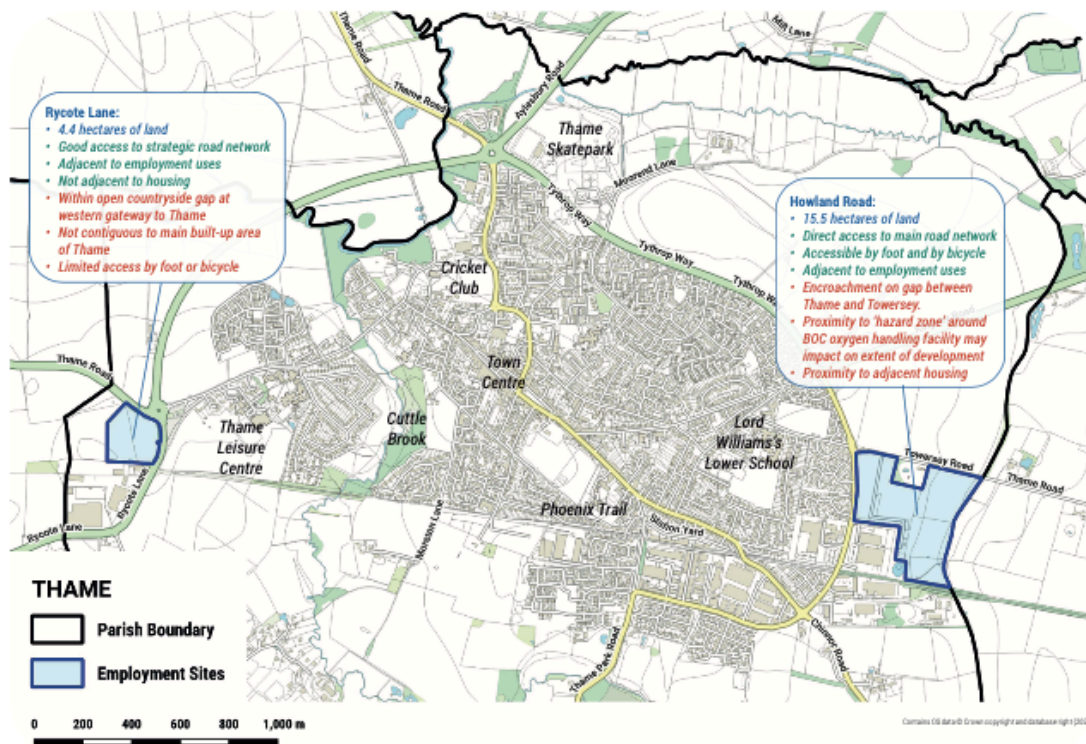 Mill Lane
Thame Road
Thame Road
Aylesbury Road
Rycote Lane:
• 4.4 hectares of land
• Good access to strategic road network
• Adjacent to employment uses
• Not adjacent to housing
• Within open countryside gap at
western gateway to Thame
• Not contiguous to main built-up area
of Thame
• Limited access by foot or bicycle
Thame
Skatepark
Moorend Lane
Tythrop Way
Howland Road:
• 15.5 hectares of land
• Direct access to main road network
• Accessible by foot and by bicycle
• Adjacent to employment uses
• Encroachment on gap between
Thame and Towersey.
• Proximity to 'hazard zone' around
BOC oxygen handling facility may
impact on extent of development
• Proximity to adjacent housing
Tythrop Way
Tythrop Wa
Cricket
Club
Town
Centre
Thame Road
Cuttle
Brook
Thame
Leisure
Centre
Lord
Williams's
Lower School
Towersey Road
Thame Road
Rycote Lane
Rycote Lane
Phoenix Trail
Moreton Lane
Station Yard
Thame Park Road
Chinnor Road
THAME
Parish Boundary
Employment Sites
0 200 400 600 800 1,000 m
Contains OS data © Crown copyright and database right